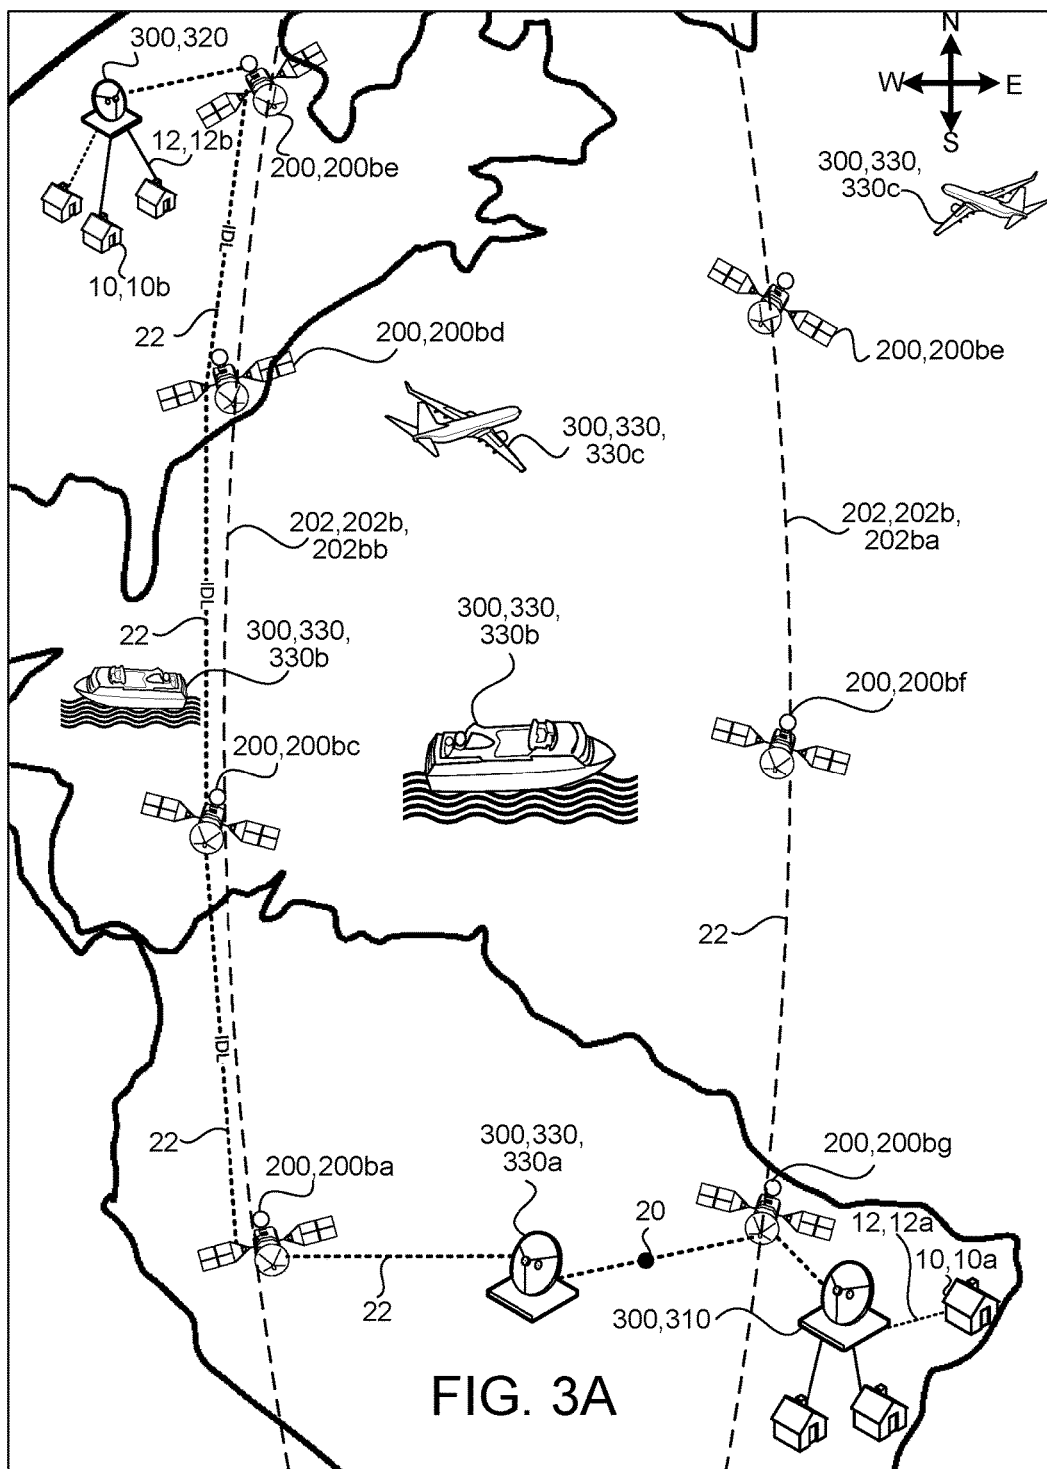 300,320
N
W
E
S
12,12b
200,200be
300,330,
330c
IDL
10,10b
22
200,200bd
200,200be
300,330,
330c
202,202b,
202bb
202,202b,
202ba
IDL
22
300,330,
330b
300,330,
330b
200,200bf
200,200bc
22
IDL
22
300,330,
330a
200,200ba
200,200bg
20
12,12a
10,10a
22
300,310
FIG. 3A